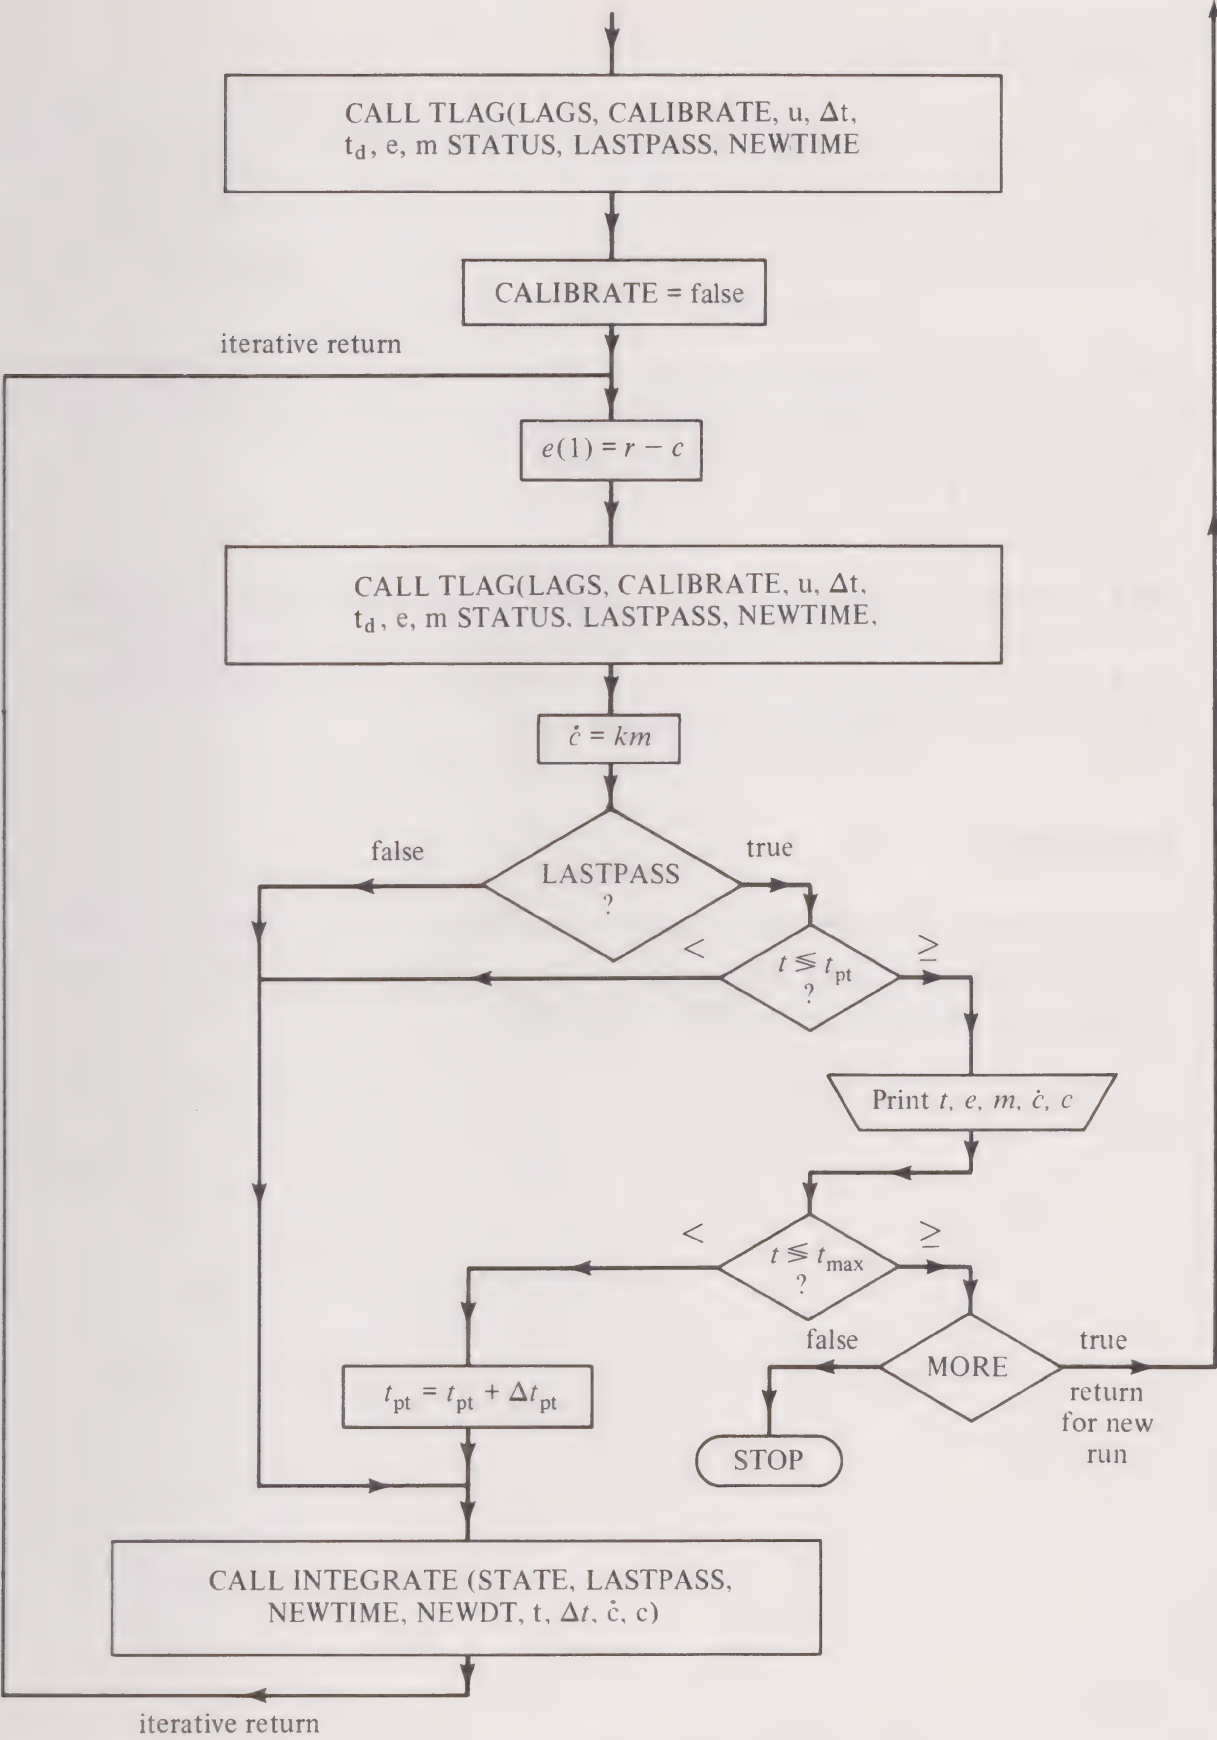 CALL TLAG(LAGS, CALIBRATE, u, Δt,
t_d, e, m STATUS, LASTPASS, NEWTIME
CALIBRATE = false
iterative return
e(1) = r − c
CALL TLAG(LAGS, CALIBRATE, u, Δt,
t_d, e, m STATUS, LASTPASS, NEWTIME,
ċ = km
false
true
LASTPASS
?
<
≥
t ⪋ t_pt
?
Print t, e, m, ċ, c
<
≥
t ⪋ t_max
?
false
true
MORE
return
for new
run
t_pt = t_pt + Δt_pt
STOP
CALL INTEGRATE (STATE, LASTPASS,
NEWTIME, NEWDT, t, Δt, ċ, c)
iterative return